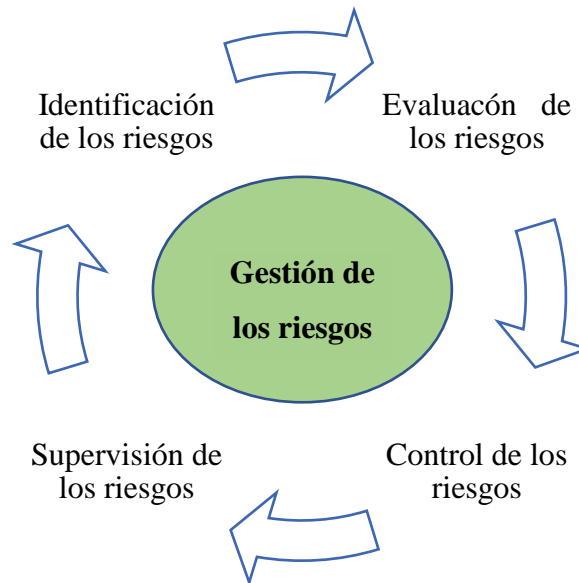 Identificación
de los riesgos
Evaluacón de
los riesgos
Gestión de
los riesgos
Supervisión de
los riesgos
Control de los
riesgos